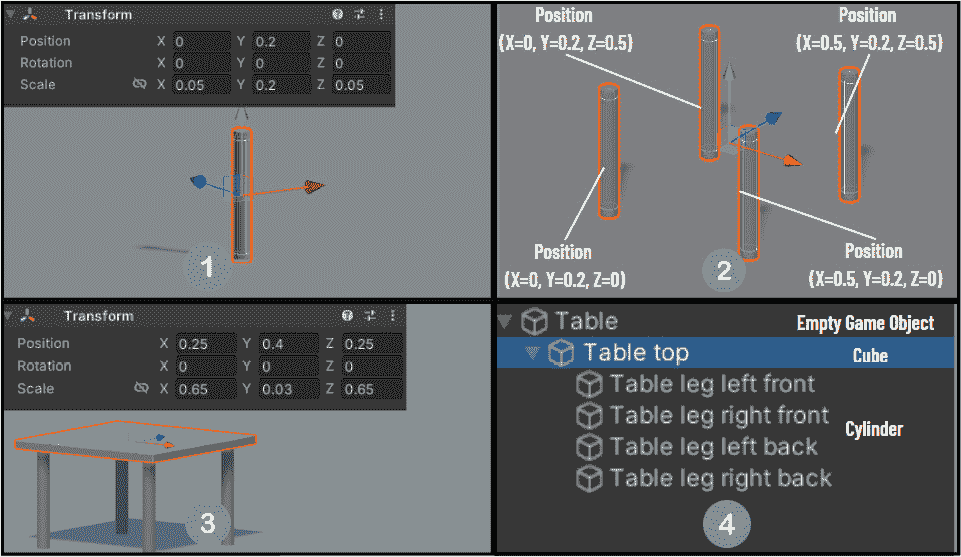 Transform
Position X 0 Y 0.2 Z 0
Rotation X 0 Y 0 Z 0
Scale X 0.05 Y 0.2 Z 0.05
1
Position
(X=0, Y=0.2, Z=0.5)
Position
(X=0.5, Y=0.2, Z=0.5)
Position
(X=0, Y=0.2, Z=0)
Position
(X=0.5, Y=0.2, Z=0)
2
Transform
Position X 0.25 Y 0.4 Z 0.25
Rotation X 0 Y 0 Z 0
Scale X 0.65 Y 0.03 Z 0.65
3
Table Empty Game Object
Table top Cube
Table leg left front
Table leg right front
Cylinder
Table leg left back
Table leg right back
4